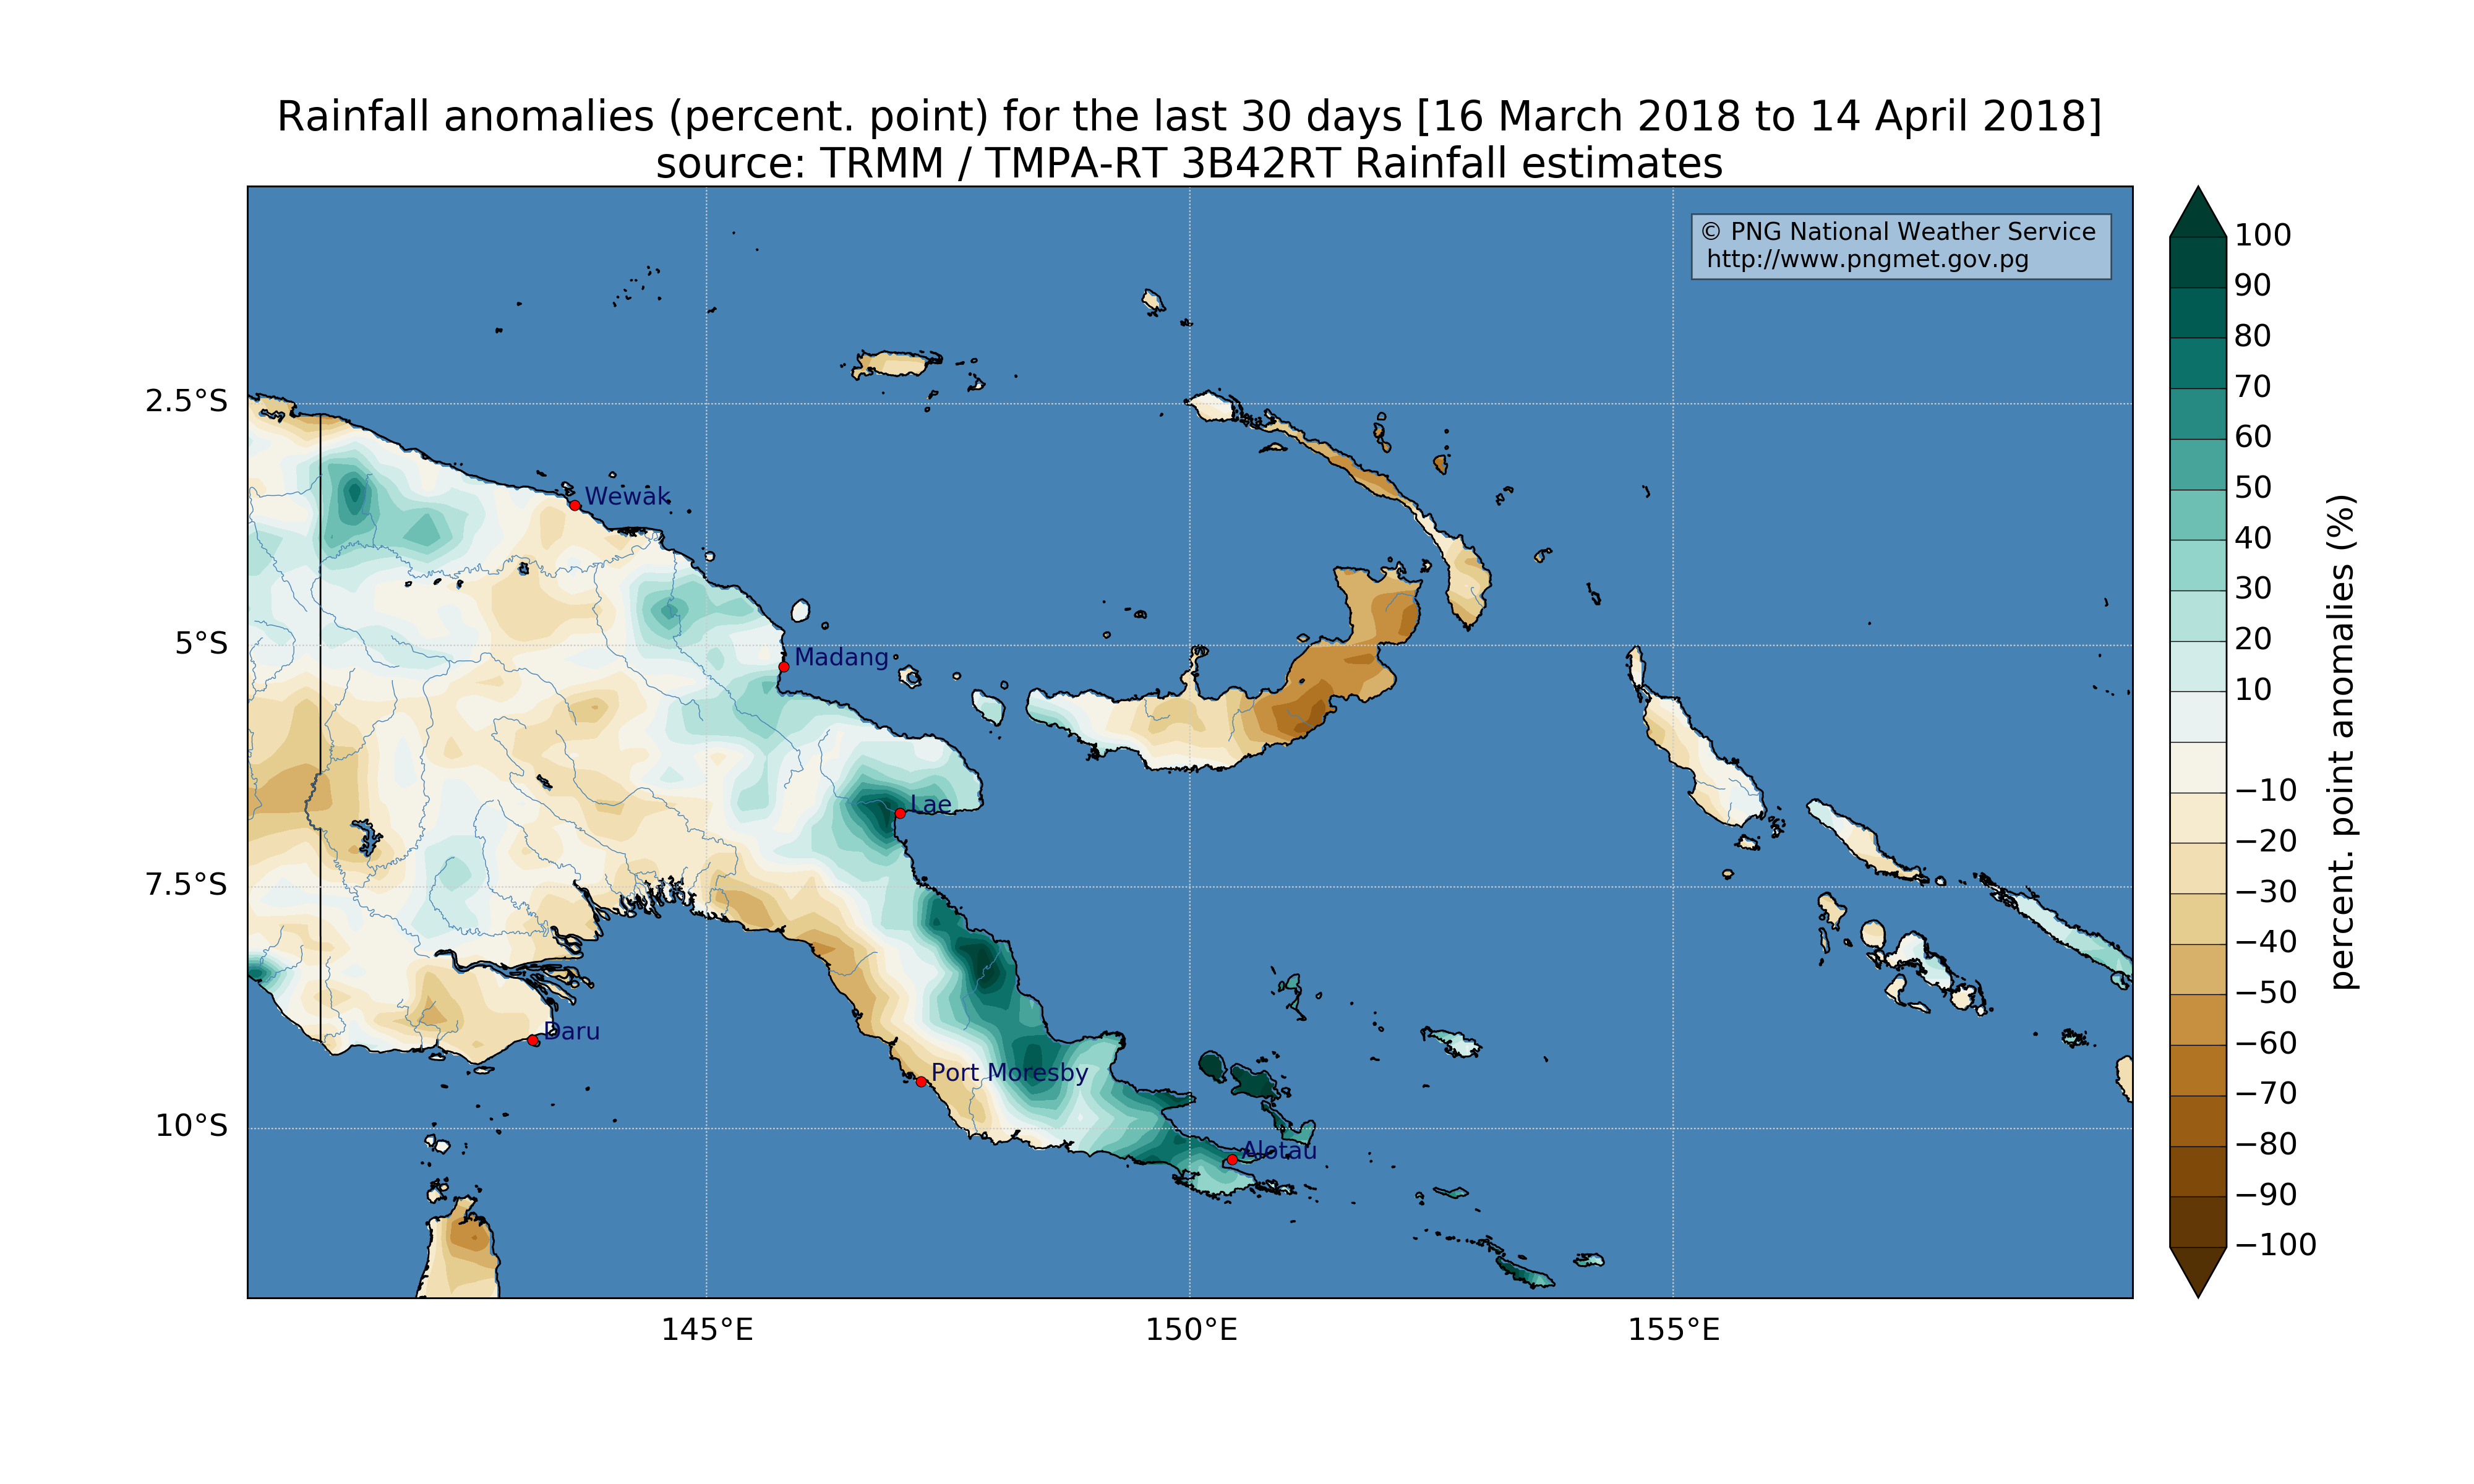 Rainfall anomalies (percent. point) for the last 30 days [16 March 2018 to 14 April 2018]
source: TRMM / TMPA-RT 3B42RT Rainfall estimates
© PNG National Weather Service
http://www.pngmet.gov.pg
2.5°S
5°S
7.5°S
10°S
Wewak
Madang
Lae
Daru
Port Moresby
Alotau
145°E
150°E
155°E
100
90
80
70
60
50
40
30
20
10
−10
−20
−30
−40
−50
−60
−70
−80
−90
−100
percent. point anomalies (%)